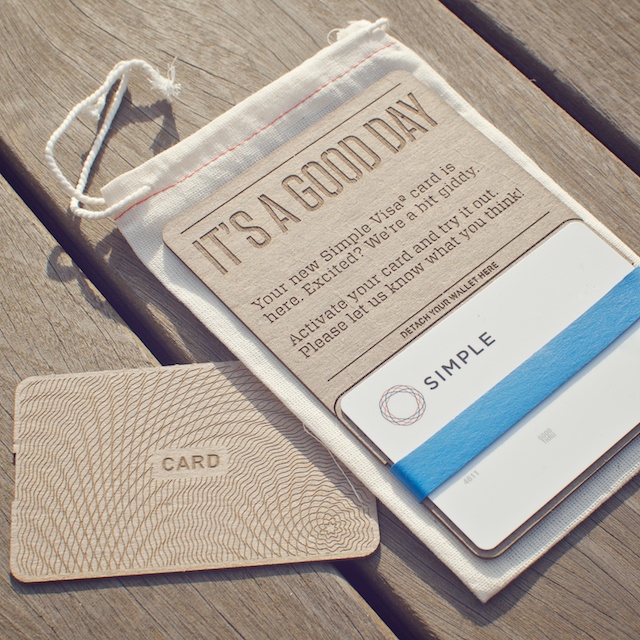 IT'S A GOOD DAY
Your new Simple Visa® card is
here. Excited? We're a bit giddy.
Activate your card and try it out.
Please let us know what you think!
DETACH YOUR WALLET HERE
SIMPLE
4611
CARD